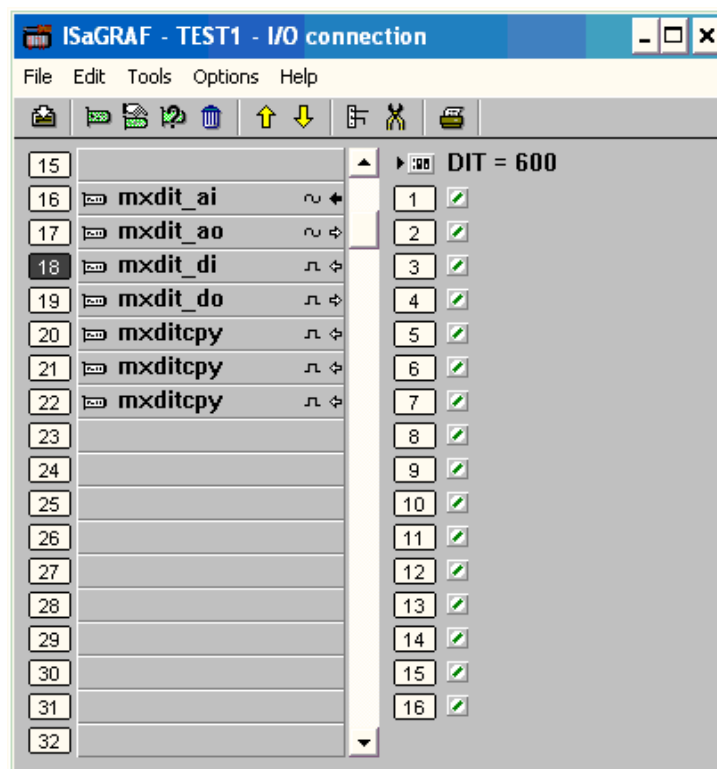 ISaGRAF - TEST1 - I/O connection
File Edit Tools Options Help
15
16 mxdit_ai
17 mxdit_ao
18 mxdit_di
19 mxdit_do
20 mxditcpy
21 mxditcpy
22 mxditcpy
23
24
25
26
27
28
29
30
31
32
DIT = 600
1
2
3
4
5
6
7
8
9
10
11
12
13
14
15
16